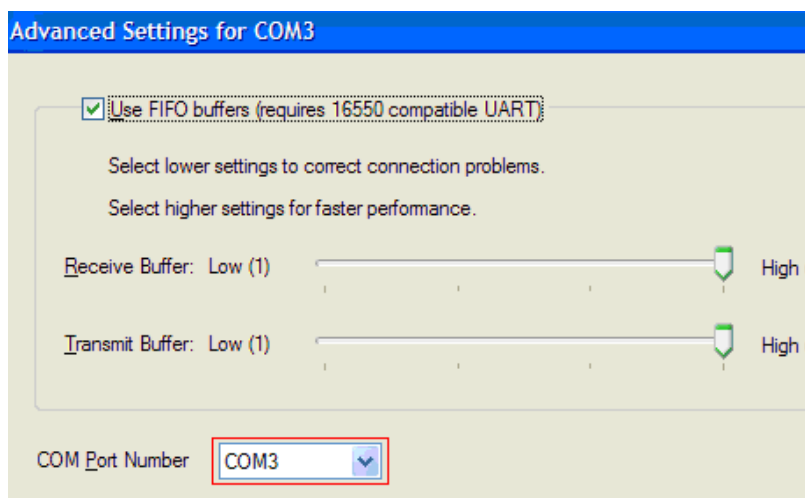 Advanced Settings for COM3
Use FIFO buffers (requires 16550 compatible UART)
Select lower settings to correct connection problems.
Select higher settings for faster performance.
Receive Buffer: Low (1) High
Transmit Buffer: Low (1) High
COM Port Number COM3